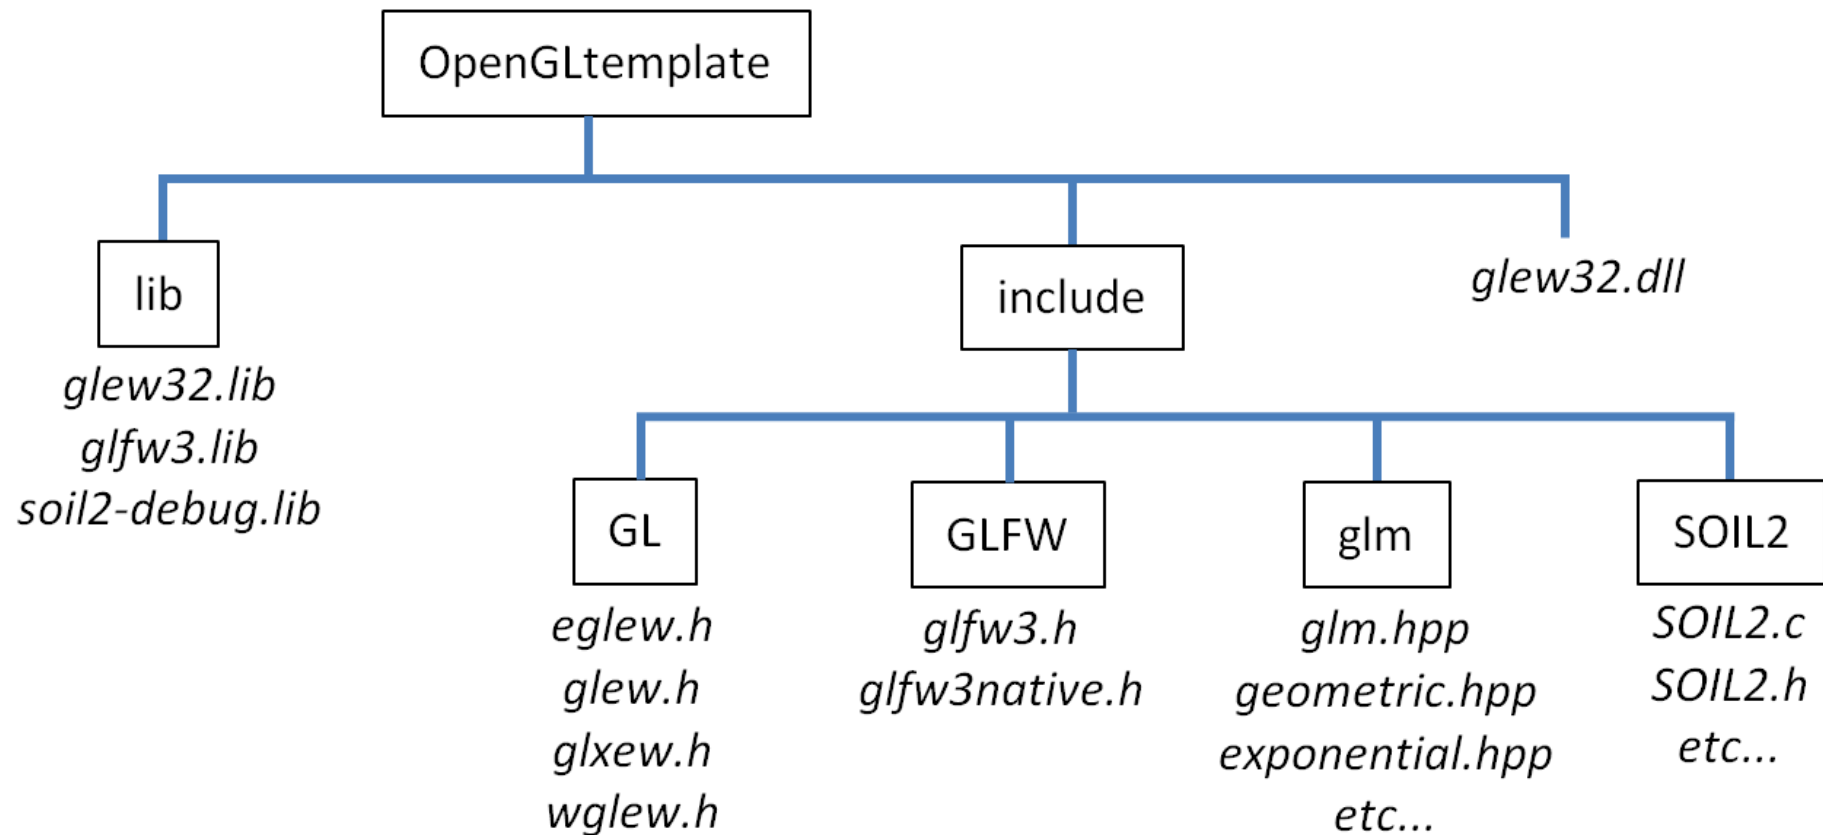 OpenGLtemplate
lib
glew32.lib
glfw3.lib
soil2-debug.lib
include
glew32.dll
GL
eglew.h
glew.h
glxew.h
wglew.h
GLFW
glfw3.h
glfw3native.h
glm
glm.hpp
geometric.hpp
exponential.hpp
etc...
SOIL2
SOIL2.c
SOIL2.h
etc...